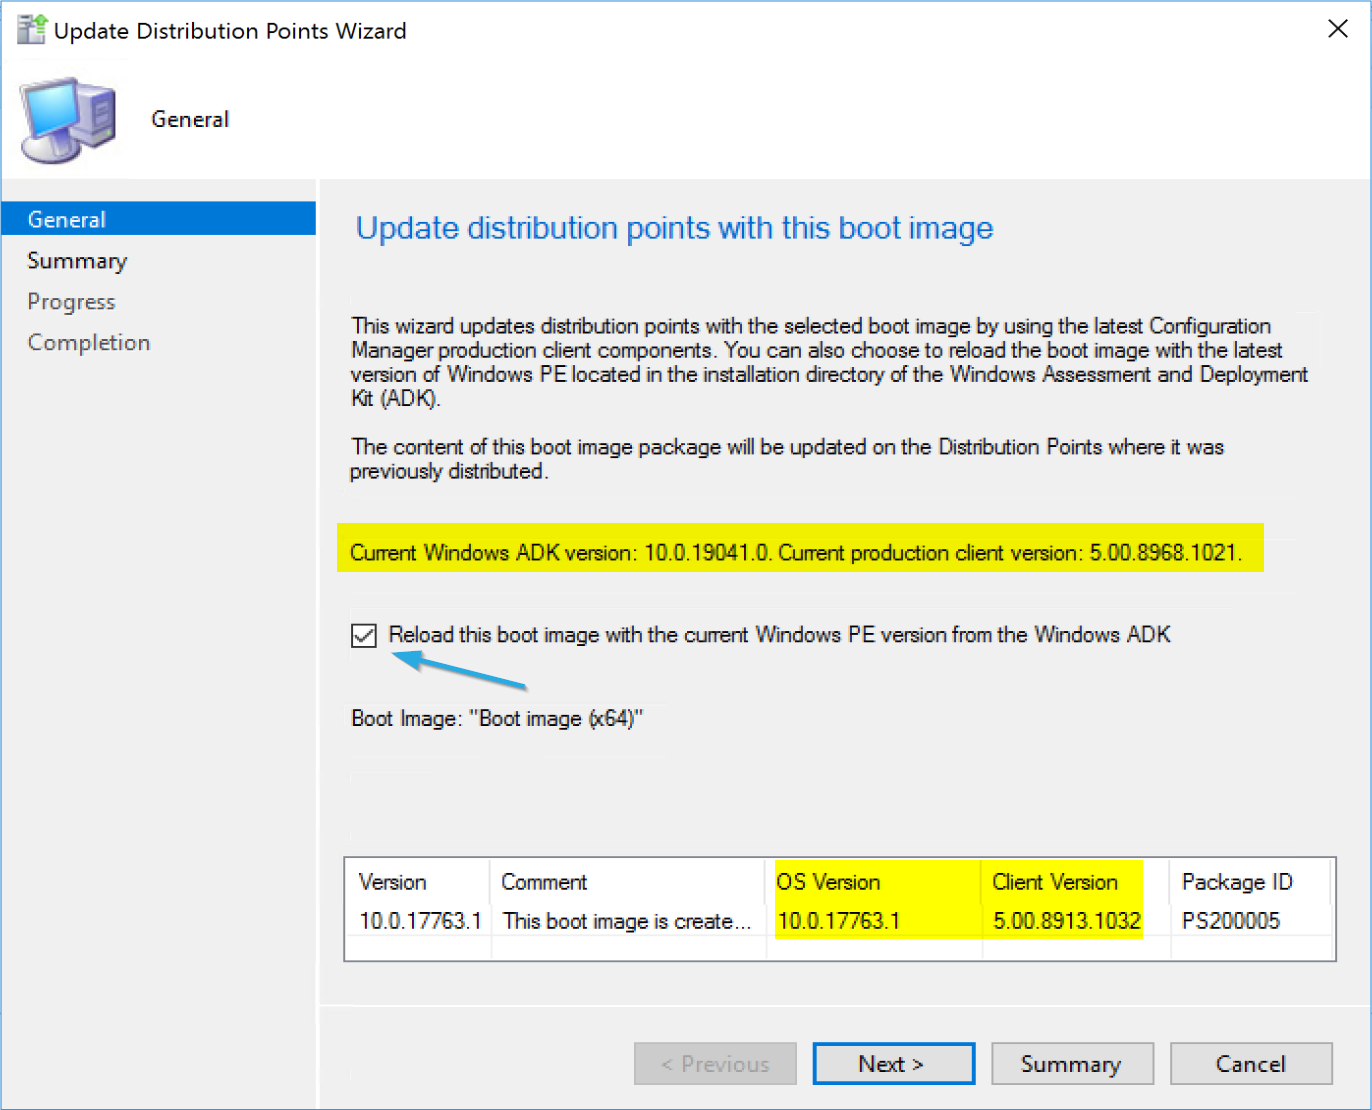 Update Distribution Points Wizard
General
General
Summary
Progress
Completion
Update distribution points with this boot image
This wizard updates distribution points with the selected boot image by using the latest Configuration
Manager production client components. You can also choose to reload the boot image with the latest
version of Windows PE located in the installation directory of the Windows Assessment and Deployment
Kit (ADK).
The content of this boot image package will be updated on the Distribution Points where it was
previously distributed.
Current Windows ADK version: 10.0.19041.0. Current production client version: 5.00.8968.1021.
Reload this boot image with the current Windows PE version from the Windows ADK
Boot Image: "Boot image (x64)"
Version Comment OS Version Client Version Package ID
10.0.17763.1 This boot image is create... 10.0.17763.1 5.00.8913.1032 PS200005
< Previous Next > Summary Cancel